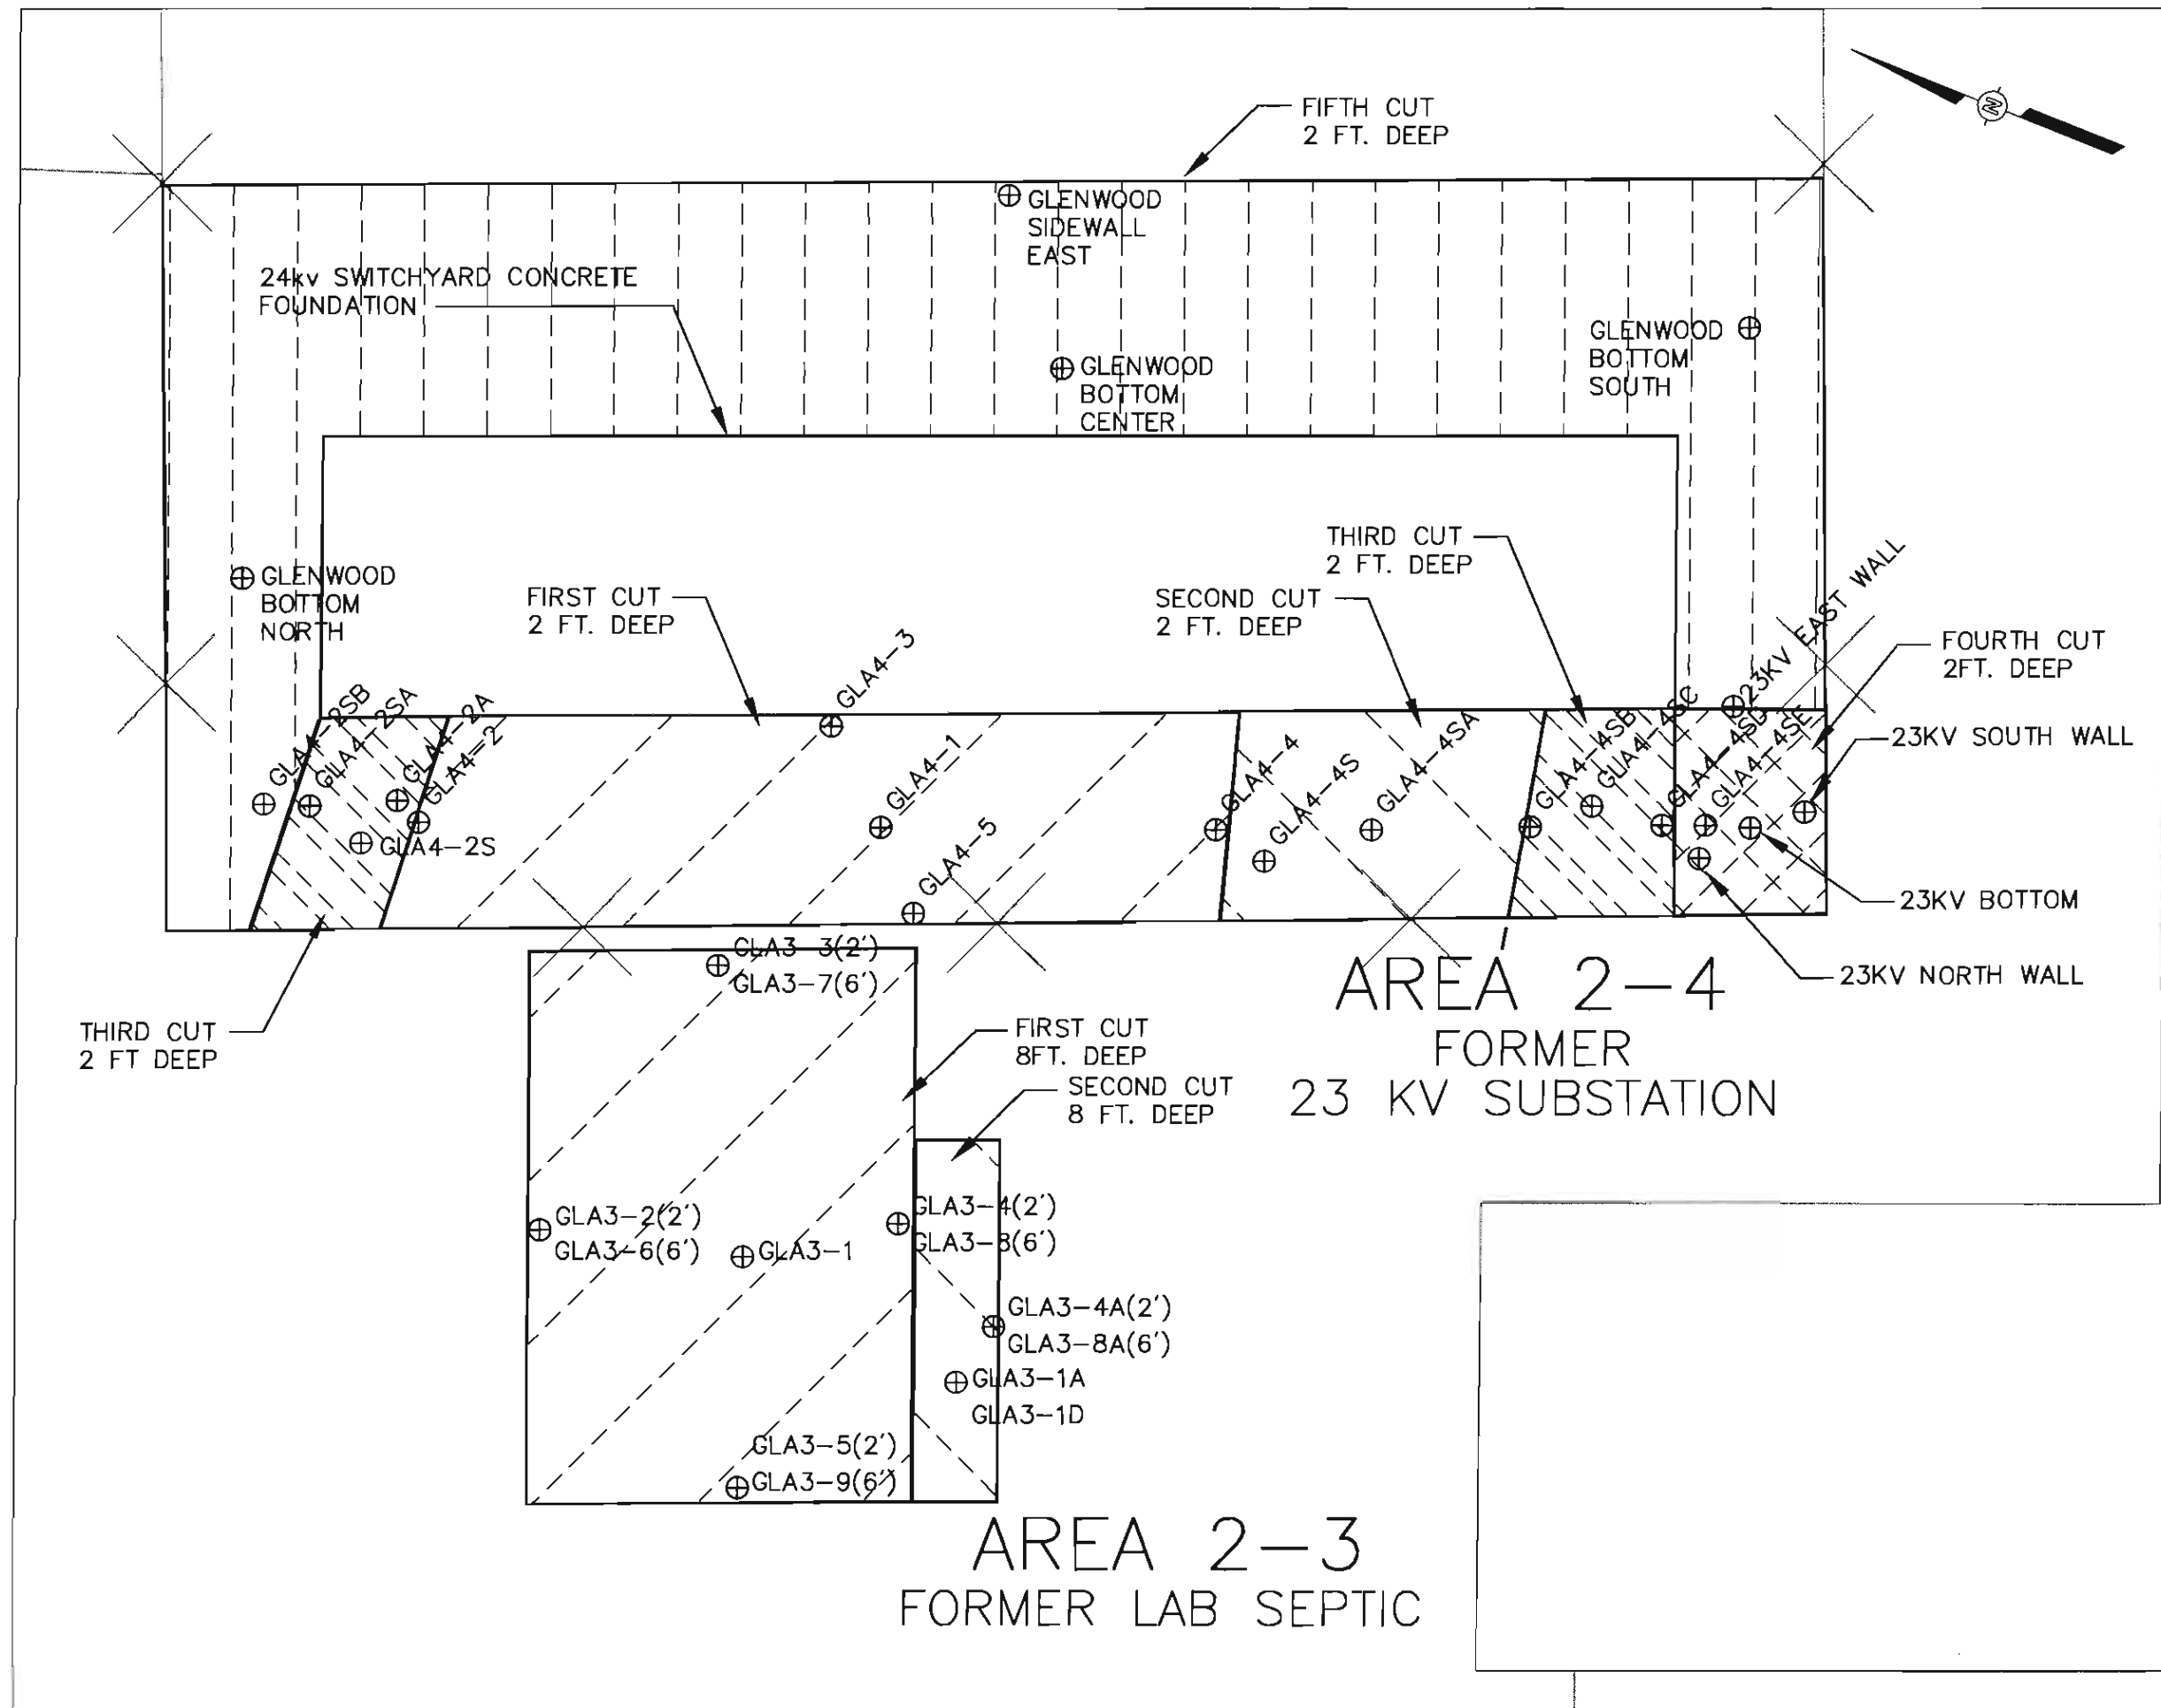 FIFTH CUT
2 FT. DEEP
N
GLENWOOD
SIDEWALL
EAST
24kv SWITCHYARD CONCRETE
FOUNDATION
GLENWOOD
BOTTOM
SOUTH
GLENWOOD
BOTTOM
CENTER
THIRD CUT
2 FT. DEEP
GLENWOOD
BOTTOM
NORTH
FIRST CUT
2 FT. DEEP
SECOND CUT
2 FT. DEEP
23KV EAST WALL
FOURTH CUT
2FT. DEEP
GLA4-2SB
GLA4-2SA
GLA4-2A
GLA4-2
GLA4-2S
GLA4-3
GLA4-1
GLA4-5
GLA4-4
GLA4-4S
GLA4-4SA
GLA4-4SB
GLA4-4SC
GLA4-4SD
GLA4-4SE
23KV SOUTH WALL
23KV BOTTOM
23KV NORTH WALL
AREA 2-4
FORMER
23 KV SUBSTATION
THIRD CUT
2 FT DEEP
GLA3-3(2')
GLA3-7(6')
FIRST CUT
8FT. DEEP
SECOND CUT
8 FT. DEEP
GLA3-2(2')
GLA3-6(6')
GLA3-1
GLA3-4(2')
GLA3-8(6')
GLA3-4A(2')
GLA3-8A(6')
GLA3-1A
GLA3-1D
GLA3-5(2')
GLA3-9(6')
AREA 2-3
FORMER LAB SEPTIC